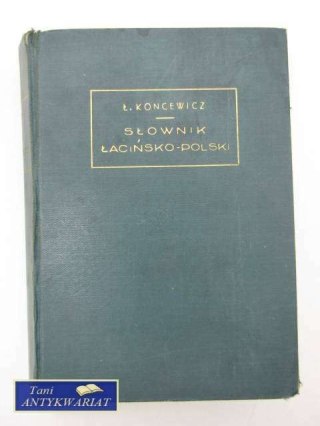 Ł. KONCEWICZ
SŁOWNIK
ŁACIŃSKO-POLSKI
Tani
ANTYKWARIAT